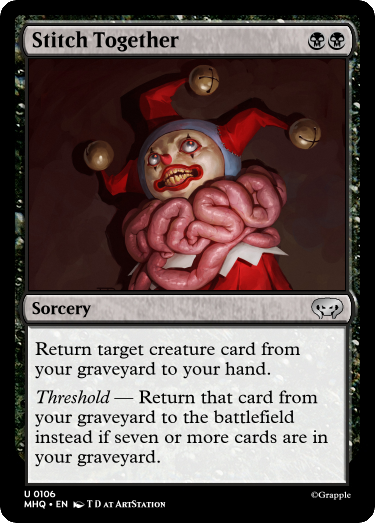 Stitch Together
Sorcery
Return target creature card from
your graveyard to your hand.
Threshold — Return that card from
your graveyard to the battlefield
instead if seven or more cards are in
your graveyard.
U 0106
MHQ • EN T D AT ARTSTATION
©Grapple